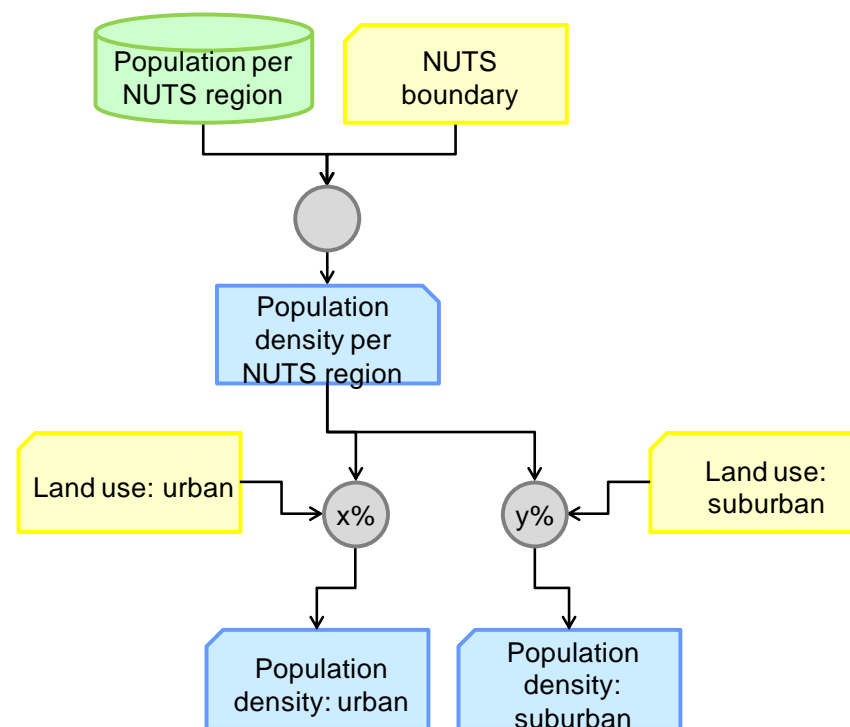 Population per
NUTS region
NUTS
boundary
Population
density per
NUTS region
Land use: urban
x%
y%
Land use:
suburban
Population
density: urban
Population
density:
suburban